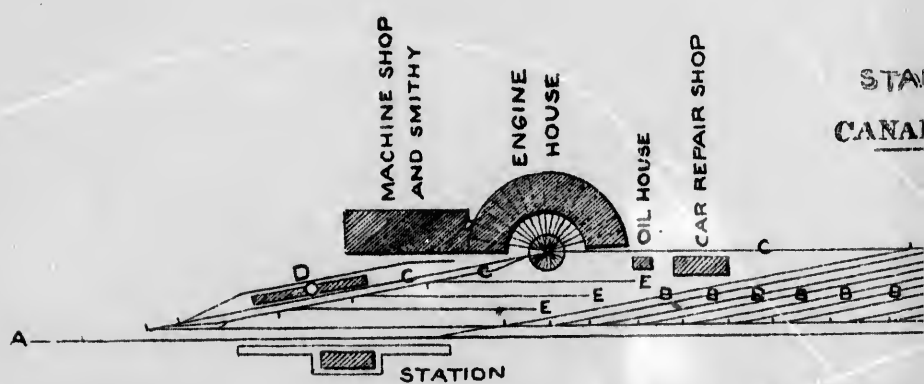 MACHINE SHOP
AND SMITHY
ENGINE
HOUSE
OIL HOUSE
CAR REPAIR SHOP
D
C
C
C
E
E
E
B
B
B
B
B
B
A
STATION